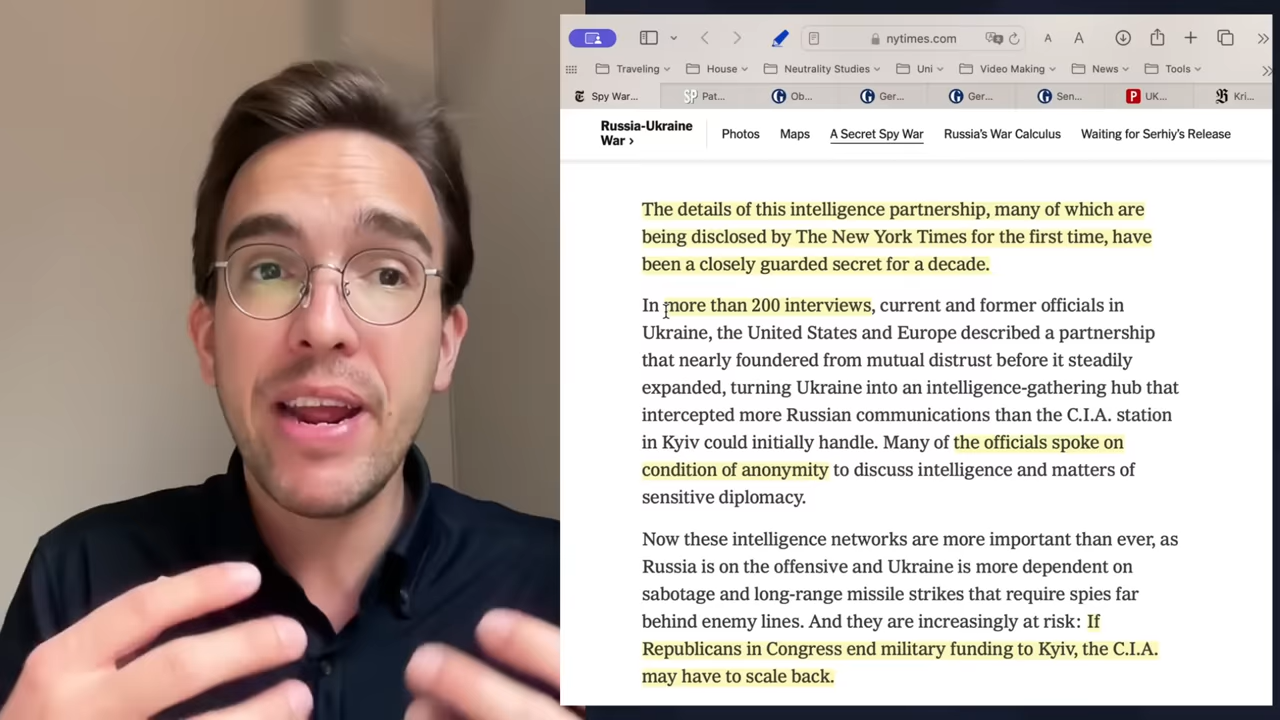 nytimes.com
A A
Traveling House Neutrality Studies Uni Video Making News Tools
Spy War... Pat... Ob... Ger... Ger... Sen... UK... Kri...
Russia-Ukraine
War ›
Photos Maps A Secret Spy War Russia's War Calculus Waiting for Serhiy's Release
The details of this intelligence partnership, many of which are
being disclosed by The New York Times for the first time, have
been a closely guarded secret for a decade.
In more than 200 interviews, current and former officials in
Ukraine, the United States and Europe described a partnership
that nearly foundered from mutual distrust before it steadily
expanded, turning Ukraine into an intelligence-gathering hub that
intercepted more Russian communications than the C.I.A. station
in Kyiv could initially handle. Many of the officials spoke on
condition of anonymity to discuss intelligence and matters of
sensitive diplomacy.
Now these intelligence networks are more important than ever, as
Russia is on the offensive and Ukraine is more dependent on
sabotage and long-range missile strikes that require spies far
behind enemy lines. And they are increasingly at risk: If
Republicans in Congress end military funding to Kyiv, the C.I.A.
may have to scale back.